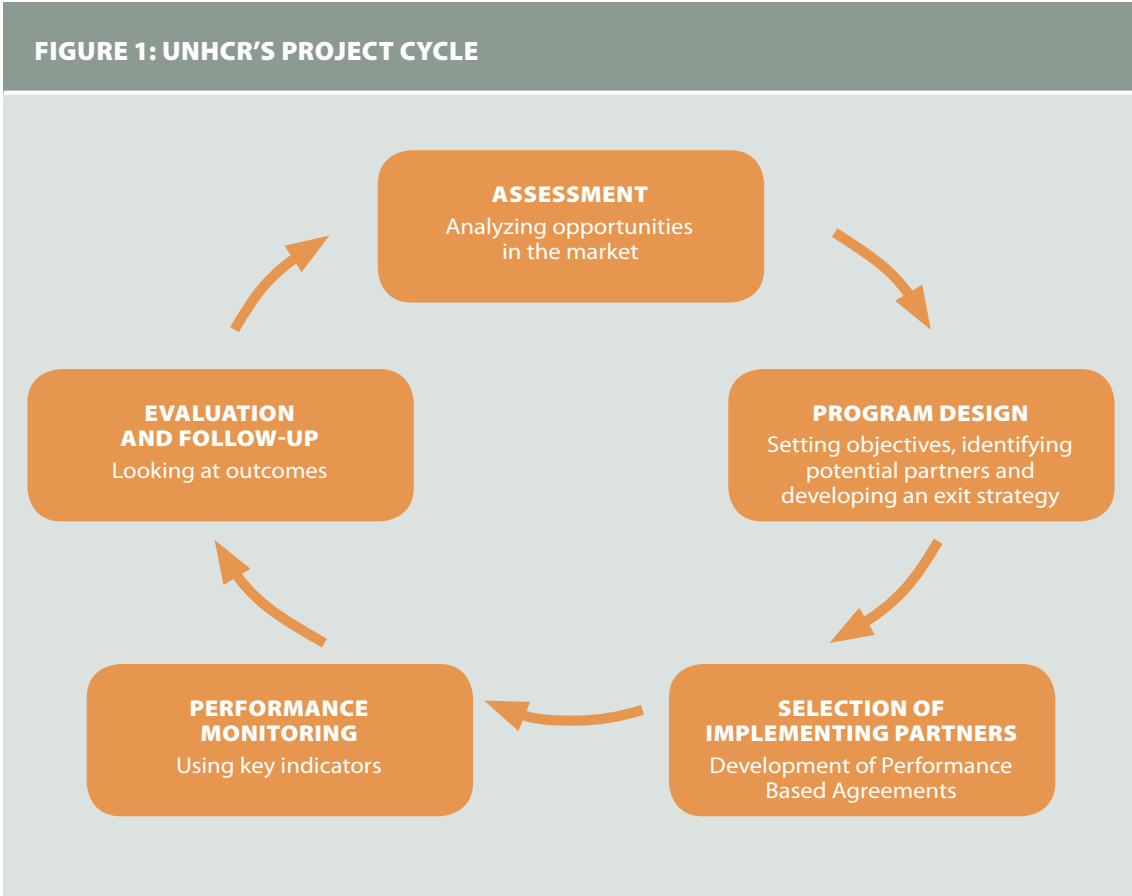 FIGURE 1: UNHCR'S PROJECT CYCLE
ASSESSMENT
Analyzing opportunities
in the market
PROGRAM DESIGN
Setting objectives, identifying
potential partners and
developing an exit strategy
SELECTION OF
IMPLEMENTING PARTNERS
Development of Performance
Based Agreements
PERFORMANCE
MONITORING
Using key indicators
EVALUATION
AND FOLLOW-UP
Looking at outcomes